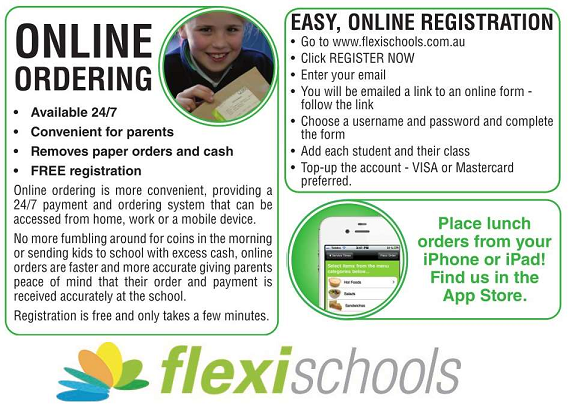 ONLINE
ORDERING
• Available 24/7
• Convenient for parents
• Removes paper orders and cash
• FREE registration
Online ordering is more convenient, providing a
24/7 payment and ordering system that can be
accessed from home, work or a mobile device.
No more fumbling around for coins in the morning
or sending kids to school with excess cash, online
orders are faster and more accurate giving parents
peace of mind that their order and payment is
received accurately at the school.
Registration is free and only takes a few minutes.
EASY, ONLINE REGISTRATION
• Go to www.flexischools.com.au
• Click REGISTER NOW
• Enter your email
• You will be emailed a link to an online form -
follow the link
• Choose a username and password and complete
the form
• Add each student and their class
• Top-up the account - VISA or Mastercard
preferred.
Select items from the menu
categories below...
Hot Foods
Salads
Sandwiches
Place lunch
orders from your
iPhone or iPad!
Find us in the
App Store.
flexischools